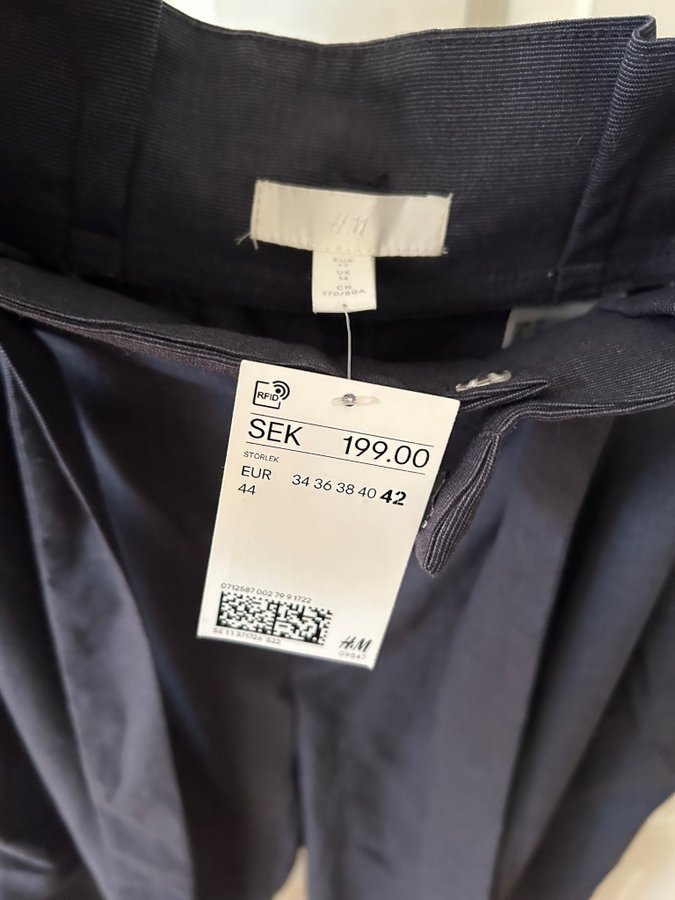 H&M
EUR
42
UK
14
CN
170/80A
RFID
SEK 199.00
STORLEK
EUR 34 36 38 40 42
44
0712587 002 79 9 1722
H&M